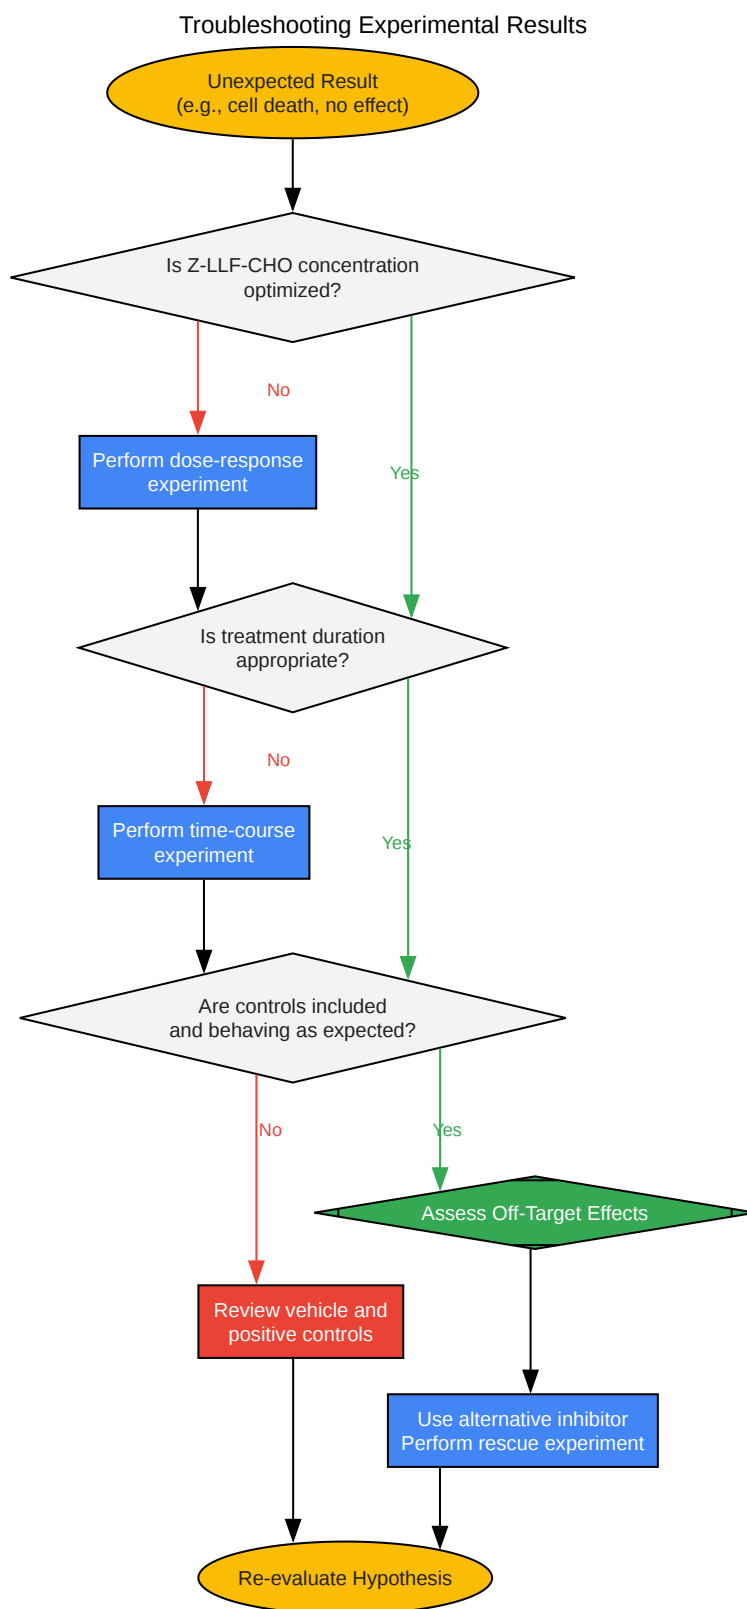 Troubleshooting Experimental Results
Unexpected Result
(e.g., cell death, no effect)
Is Z-LLF-CHO concentration
optimized?
No
Perform dose-response
experiment
Yes
Is treatment duration
appropriate?
No
Perform time-course
experiment
Yes
Are controls included
and behaving as expected?
No
Yes
Assess Off-Target Effects
Review vehicle and
positive controls
Use alternative inhibitor
Perform rescue experiment
Re-evaluate Hypothesis